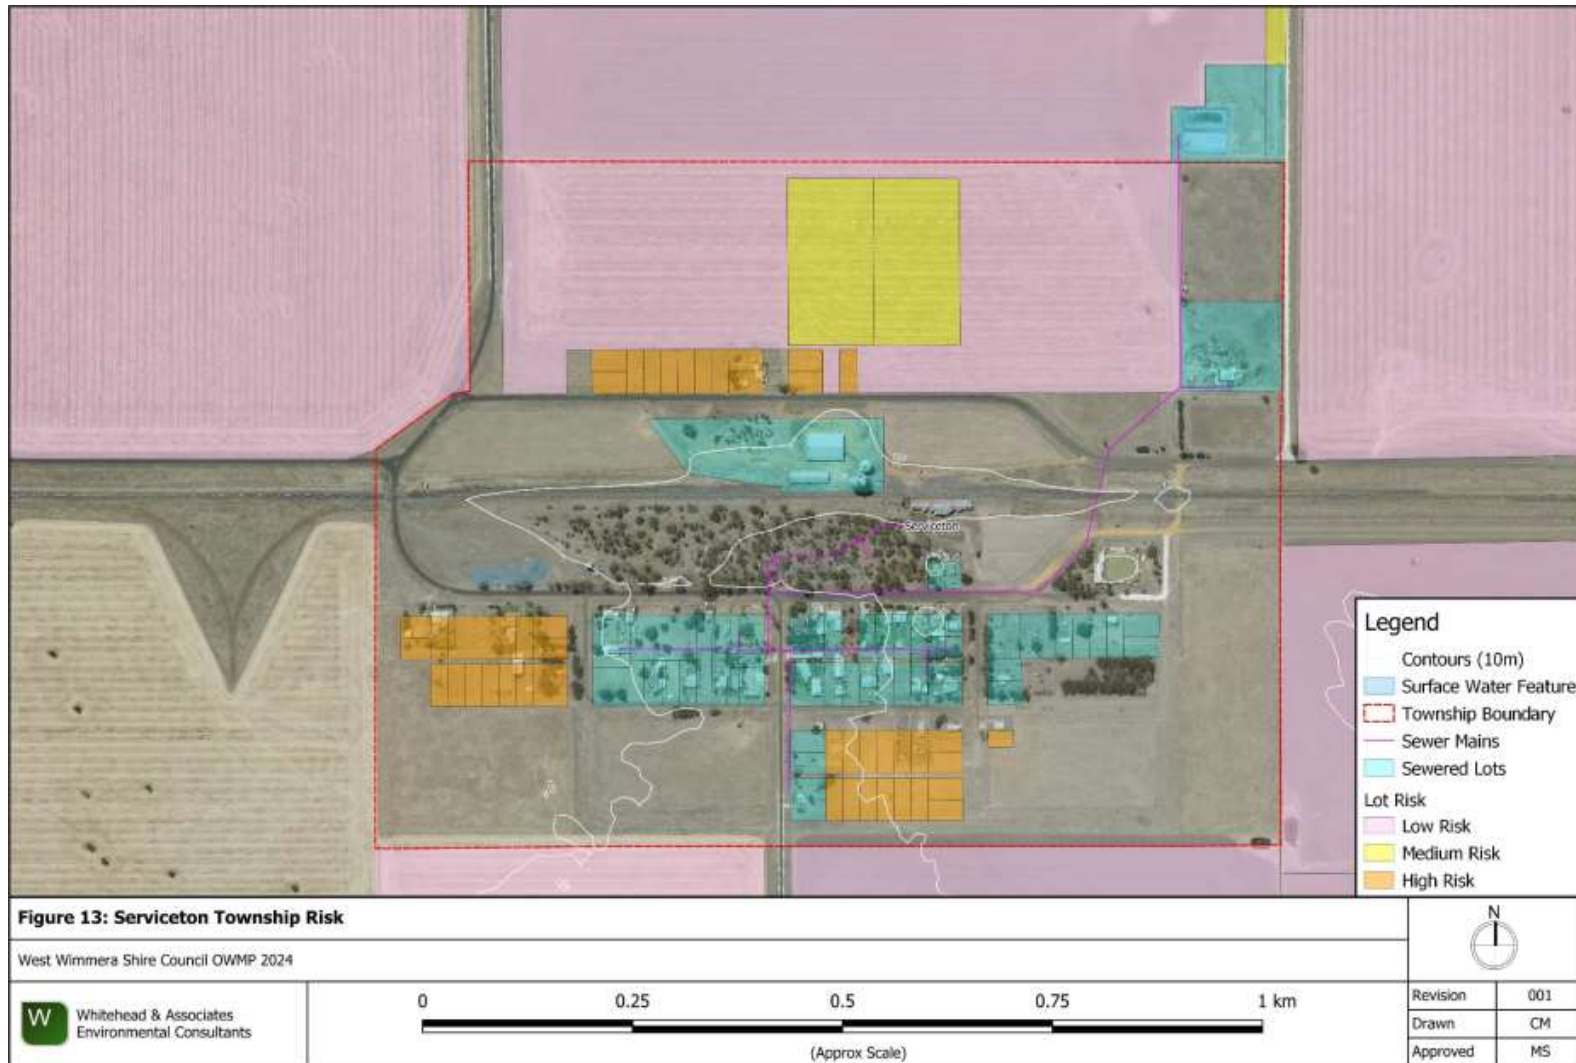 Serviceton
Legend
Contours (10m)
Surface Water Feature
Township Boundary
Sewer Mains
Sewered Lots
Lot Risk
Low Risk
Medium Risk
High Risk
Figure 13: Serviceton Township Risk
West Wimmera Shire Council OWMP 2024
N
W
Whitehead & Associates
Environmental Consultants
0 0.25 0.5 0.75 1 km
(Approx Scale)
Revision 001
Drawn CM
Approved MS